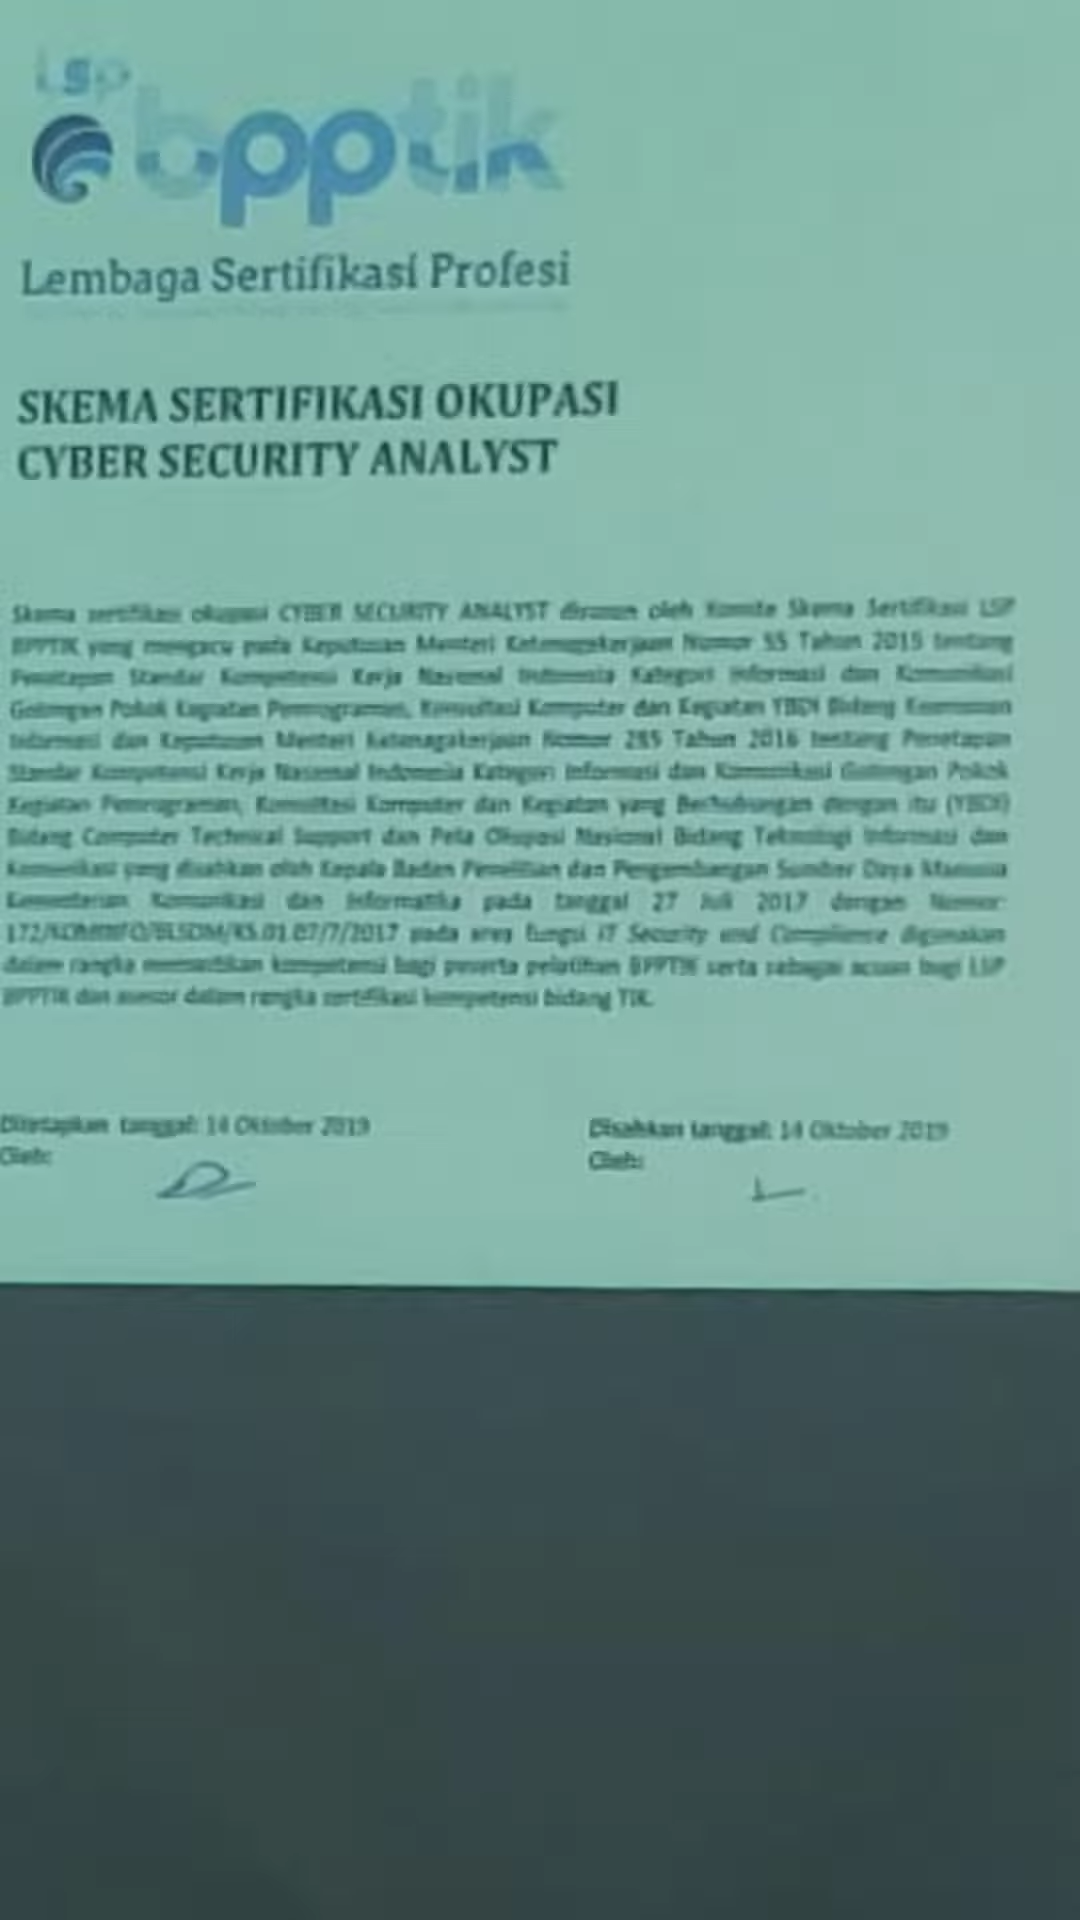 LSP
bpptik
Lembaga Sertifikasi Profesi
SKEMA SERTIFIKASI OKUPASI
CYBER SECURITY ANALYST
Skema sertifikasi okupasi CYBER SECURITY ANALYST disusun oleh Komite Skema Sertifikasi LSP
BPPTIK yang mengacu pada Keputusan Menteri Ketenagakerjaan Nomor 55 Tahun 2015 tentang
Penetapan Standar Kompetensi Kerja Nasional Indonesia Kategori Informasi dan Komunikasi
Golongan Pokok Kegiatan Pemrograman, Konsultasi Komputer dan Kegiatan YBDI Bidang Keamanan
Informasi dan Keputusan Menteri Ketenagakerjaan Nomor 285 Tahun 2016 tentang Penetapan
Standar Kompetensi Kerja Nasional Indonesia Kategori Informasi dan Komunikasi Golongan Pokok
Kegiatan Pemrograman, Konsultasi Komputer dan Kegiatan yang Berhubungan dengan itu (YBDI)
Bidang Computer Technical Support dan Peta Okupasi Nasional Bidang Teknologi Informasi dan
Komunikasi yang disahkan oleh Kepala Badan Penelitian dan Pengembangan Sumber Daya Manusia
Kementerian Komunikasi dan Informatika pada tanggal 27 Juli 2017 dengan Nomor:
172/KOMINFO/BLSDM/KS.01.07/7/2017 pada area fungsi IT Security and Compliance digunakan
dalam rangka memastikan kompetensi bagi peserta pelatihan BPPTIK serta sebagai acuan bagi LSP
BPPTIK dan asesor dalam rangka sertifikasi kompetensi bidang TIK.
Ditetapkan tanggal: 14 Oktober 2019
Oleh:
Disahkan tanggal: 14 Oktober 2019
Oleh: